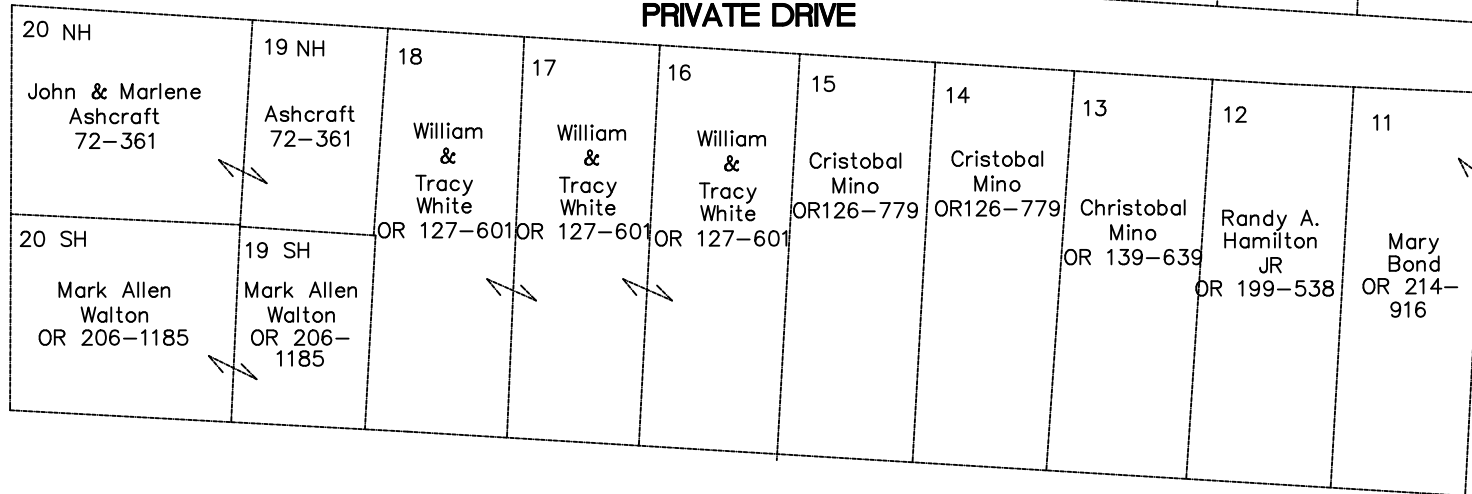 PRIVATE DRIVE
20 NH
John & Marlene
Ashcraft
72-361
19 NH
Ashcraft
72-361
18
William
&
Tracy
White
OR 127-601
17
William
&
Tracy
White
OR 127-601
16
William
&
Tracy
White
OR 127-601
15
Cristobal
Mino
OR126-779
14
Cristobal
Mino
OR126-779
13
Christobal
Mino
OR 139-639
12
Randy A.
Hamilton
JR
OR 199-538
11
Mary
Bond
OR 214-
916
20 SH
Mark Allen
Walton
OR 206-1185
19 SH
Mark Allen
Walton
OR 206-
1185